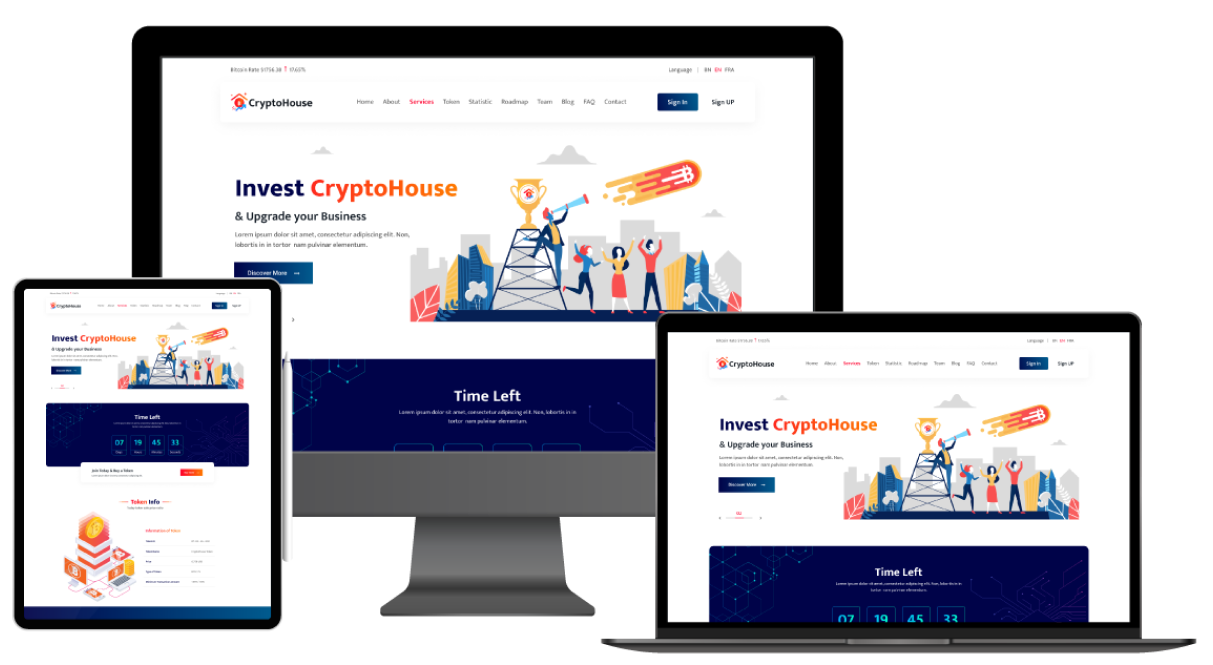 Language | BH EN FRA
CryptoHouse
Home About Services Token Statistic Roadmap Team Blog FAQ Contact
Sign In Sign UP
Invest CryptoHouse
& Upgrade your Business
Lorem ipsum dolor sit amet, consectetur adipiscing elit. Non,
lobortis in in tortor nam pulvinar elementum.
Discover More →
Time Left
Lorem ipsum dolor sit amet, consectetur adipiscing elit. Non, lobortis in in
tortor nam pulvinar elementum.
CryptoHouse
Invest CryptoHouse
& Upgrade your Business
Time Left
07 19 45 33
Join Today & Buy a Token
Token Info
Information of token
Language | BH EN FRA
CryptoHouse
Home About Services Token Statistic Roadmap Team Blog FAQ Contact
Sign In Sign UP
Invest CryptoHouse
& Upgrade your Business
Lorem ipsum dolor sit amet, consectetur adipiscing elit. Non,
lobortis in in tortor nam pulvinar elementum.
Discover More →
Time Left
Lorem ipsum dolor sit amet, consectetur adipiscing elit. Non, lobortis in in
tortor nam pulvinar elementum.
07 19 45 33